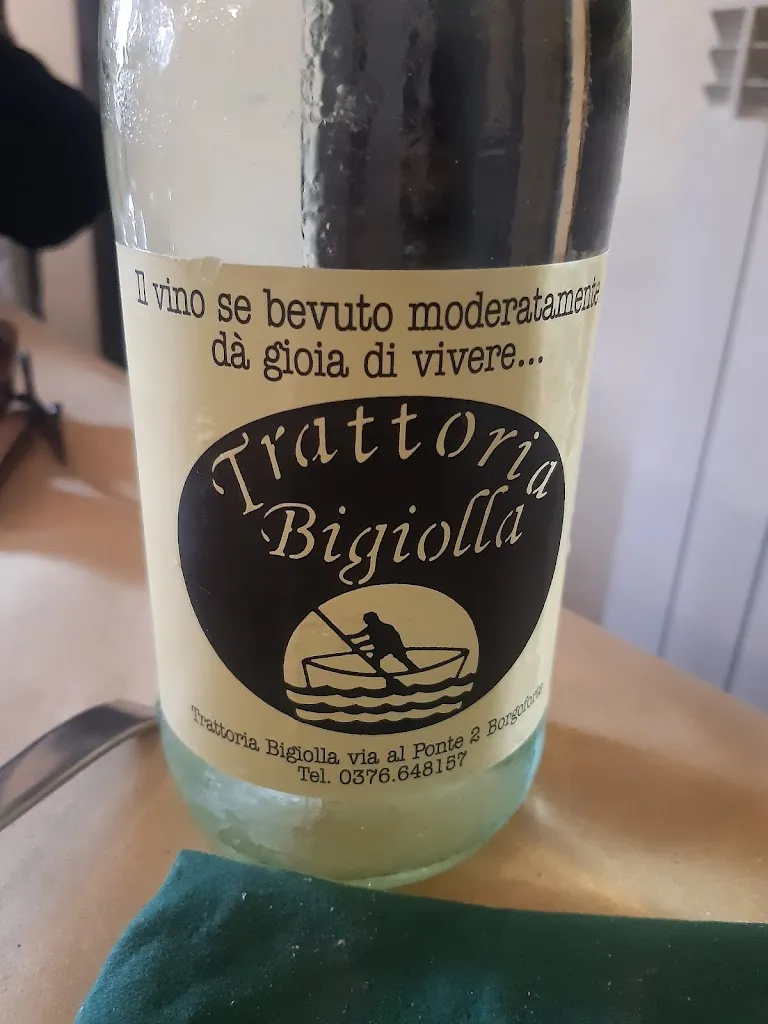 Il vino se bevuto moderatamente
dà gioia di vivere...
Trattoria
Bigiolla
Trattoria Bigiolla via al Ponte 2 Borgoforte
Tel. 0376.648157